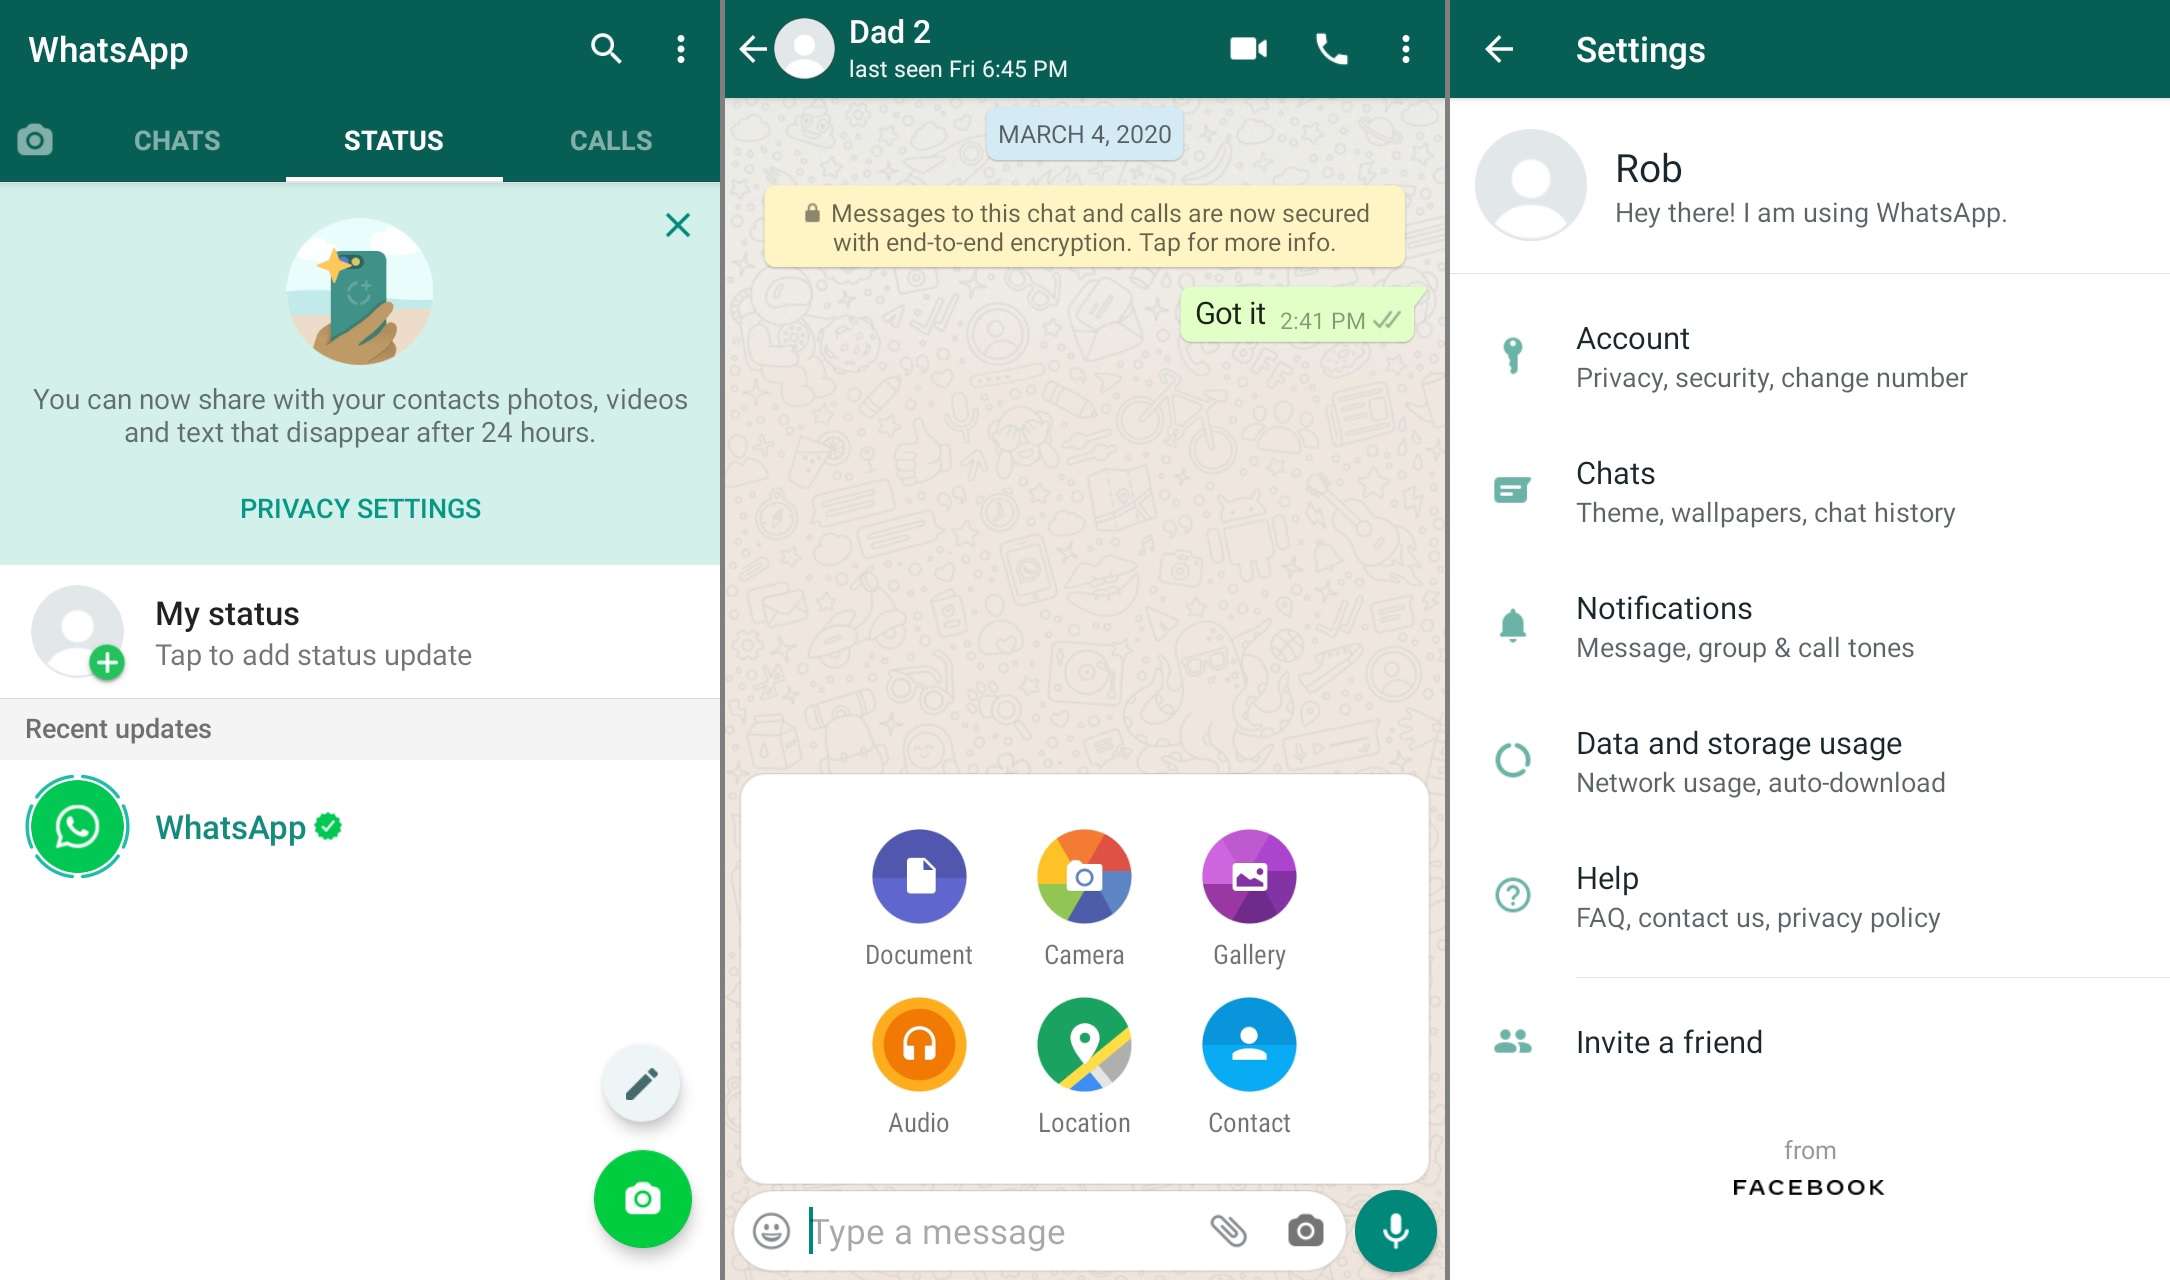 WhatsApp
CHATS
STATUS
CALLS
You can now share with your contacts photos, videos
and text that disappear after 24 hours.
PRIVACY SETTINGS
My status
Tap to add status update
Recent updates
WhatsApp
Dad 2
last seen Fri 6:45 PM
MARCH 4, 2020
Messages to this chat and calls are now secured
with end-to-end encryption. Tap for more info.
Got it 2:41 PM
Document
Camera
Gallery
Audio
Location
Contact
Type a message
Settings
Rob
Hey there! I am using WhatsApp.
Account
Privacy, security, change number
Chats
Theme, wallpapers, chat history
Notifications
Message, group & call tones
Data and storage usage
Network usage, auto-download
Help
FAQ, contact us, privacy policy
Invite a friend
from
FACEBOOK